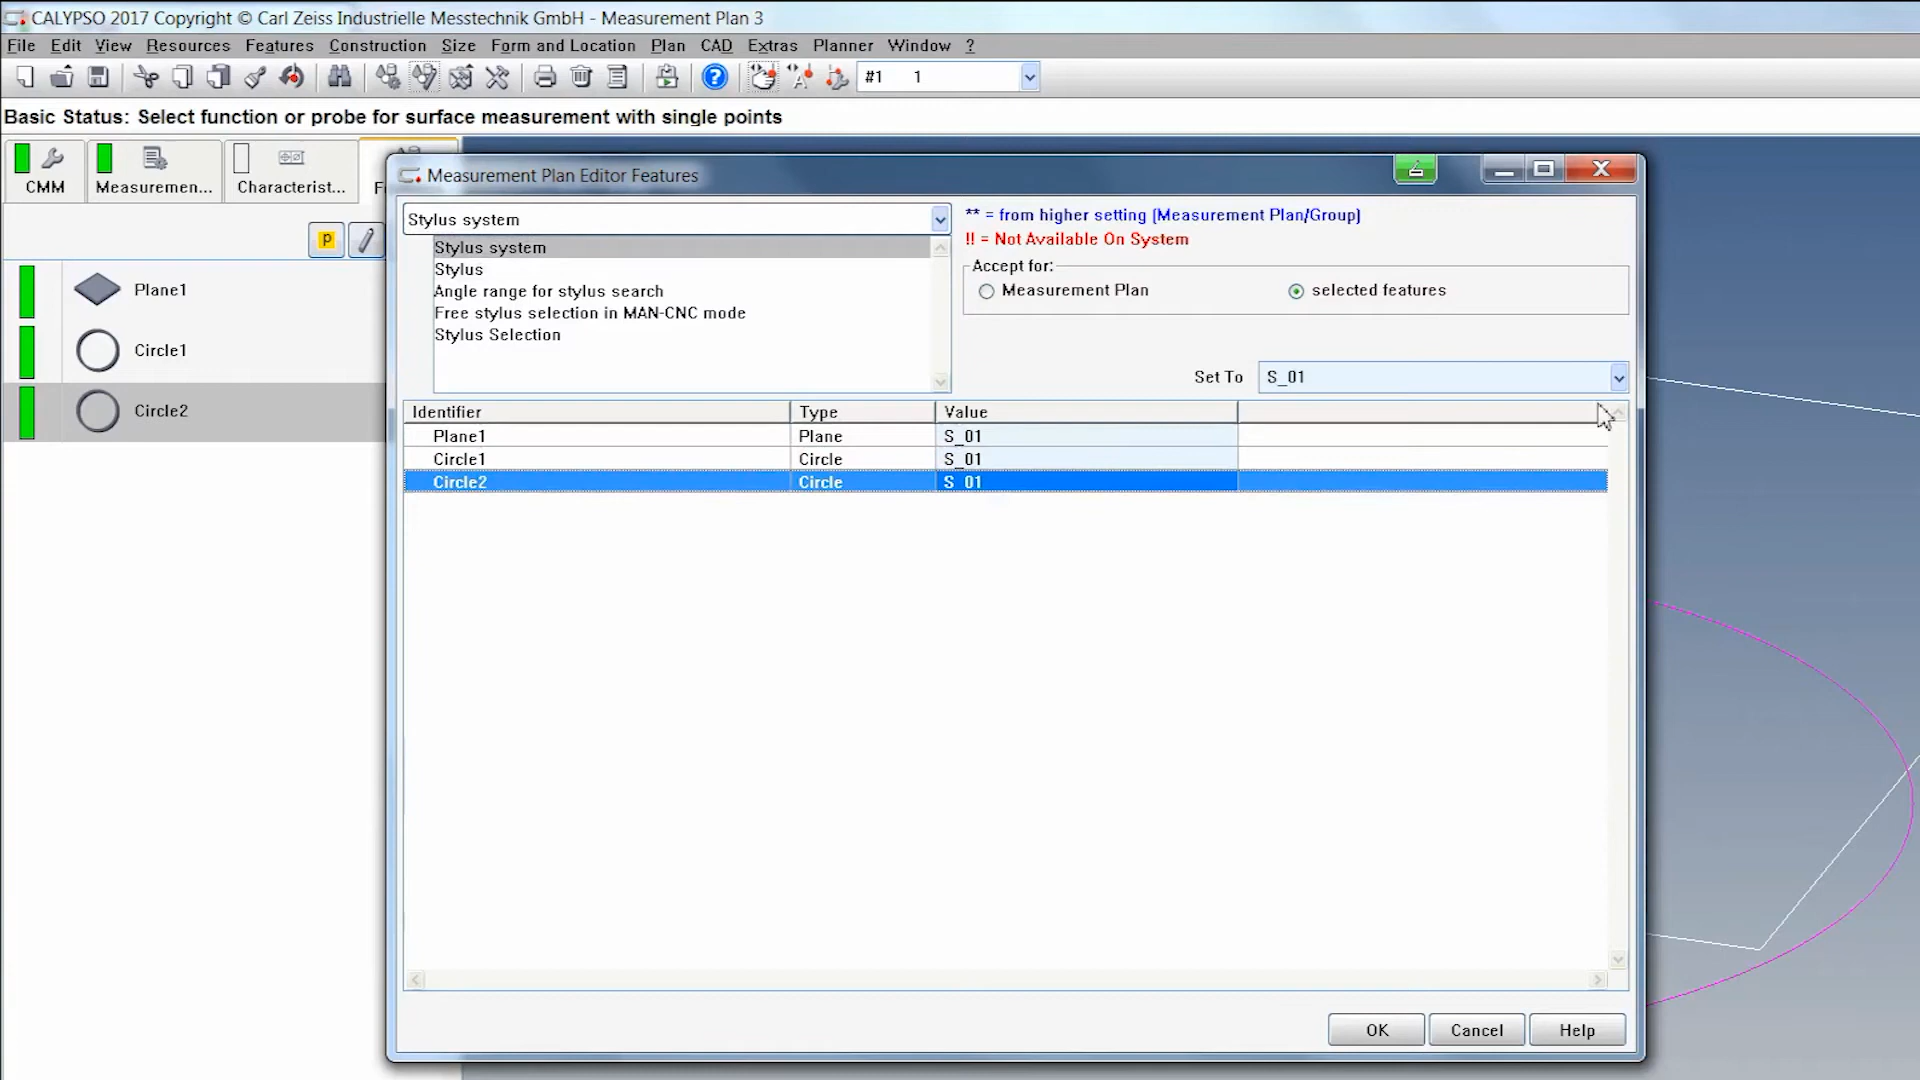 CALYPSO 2017 Copyright © Carl Zeiss Industrielle Messtechnik GmbH - Measurement Plan 3
File Edit View Resources Features Construction Size Form and Location Plan CAD Extras Planner Window ?
#1 1
Basic Status: Select function or probe for surface measurement with single points
CMM
Measuremen...
Characterist...
P
Plane1
Circle1
Circle2
Measurement Plan Editor Features
Stylus system
Stylus system
Stylus
Angle range for stylus search
Free stylus selection in MAN-CNC mode
Stylus Selection
** = from higher setting (Measurement Plan/Group)
!! = Not Available On System
Accept for:
Measurement Plan
selected features
Set To S_01
Identifier Type Value
Plane1 Plane S_01
Circle1 Circle S_01
Circle2 Circle S_01
OK Cancel Help